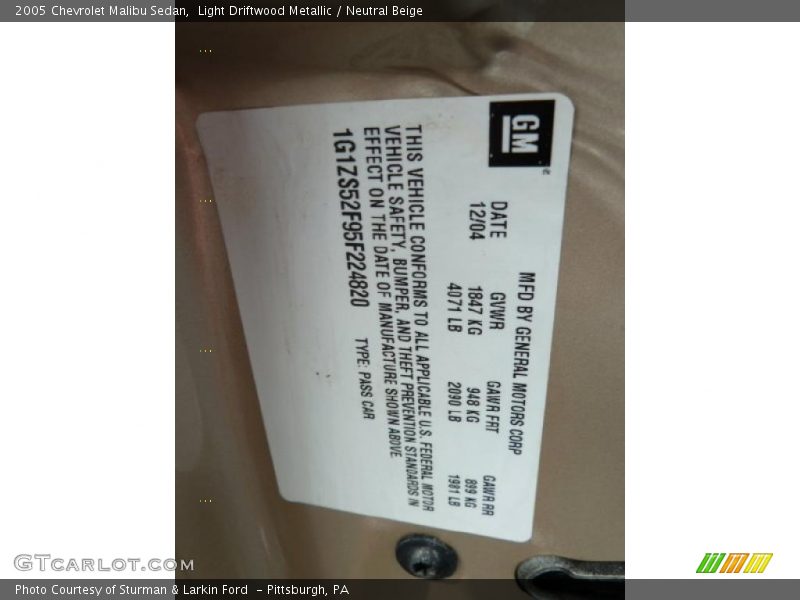 2005 Chevrolet Malibu Sedan, Light Driftwood Metallic / Neutral Beige
GM
MFD BY GENERAL MOTORS CORP
DATE GVWR GAWR FRT GAWR RR
12/04 1847 KG 948 KG 899 KG
4071 LB 2090 LB 1981 LB
THIS VEHICLE CONFORMS TO ALL APPLICABLE U.S. FEDERAL MOTOR
VEHICLE SAFETY, BUMPER, AND THEFT PREVENTION STANDARDS IN
EFFECT ON THE DATE OF MANUFACTURE SHOWN ABOVE.
1G1ZS52F95F224820 TYPE: PASS CAR
GTcarlot.com
Photo Courtesy of Sturman & Larkin Ford - Pittsburgh, PA